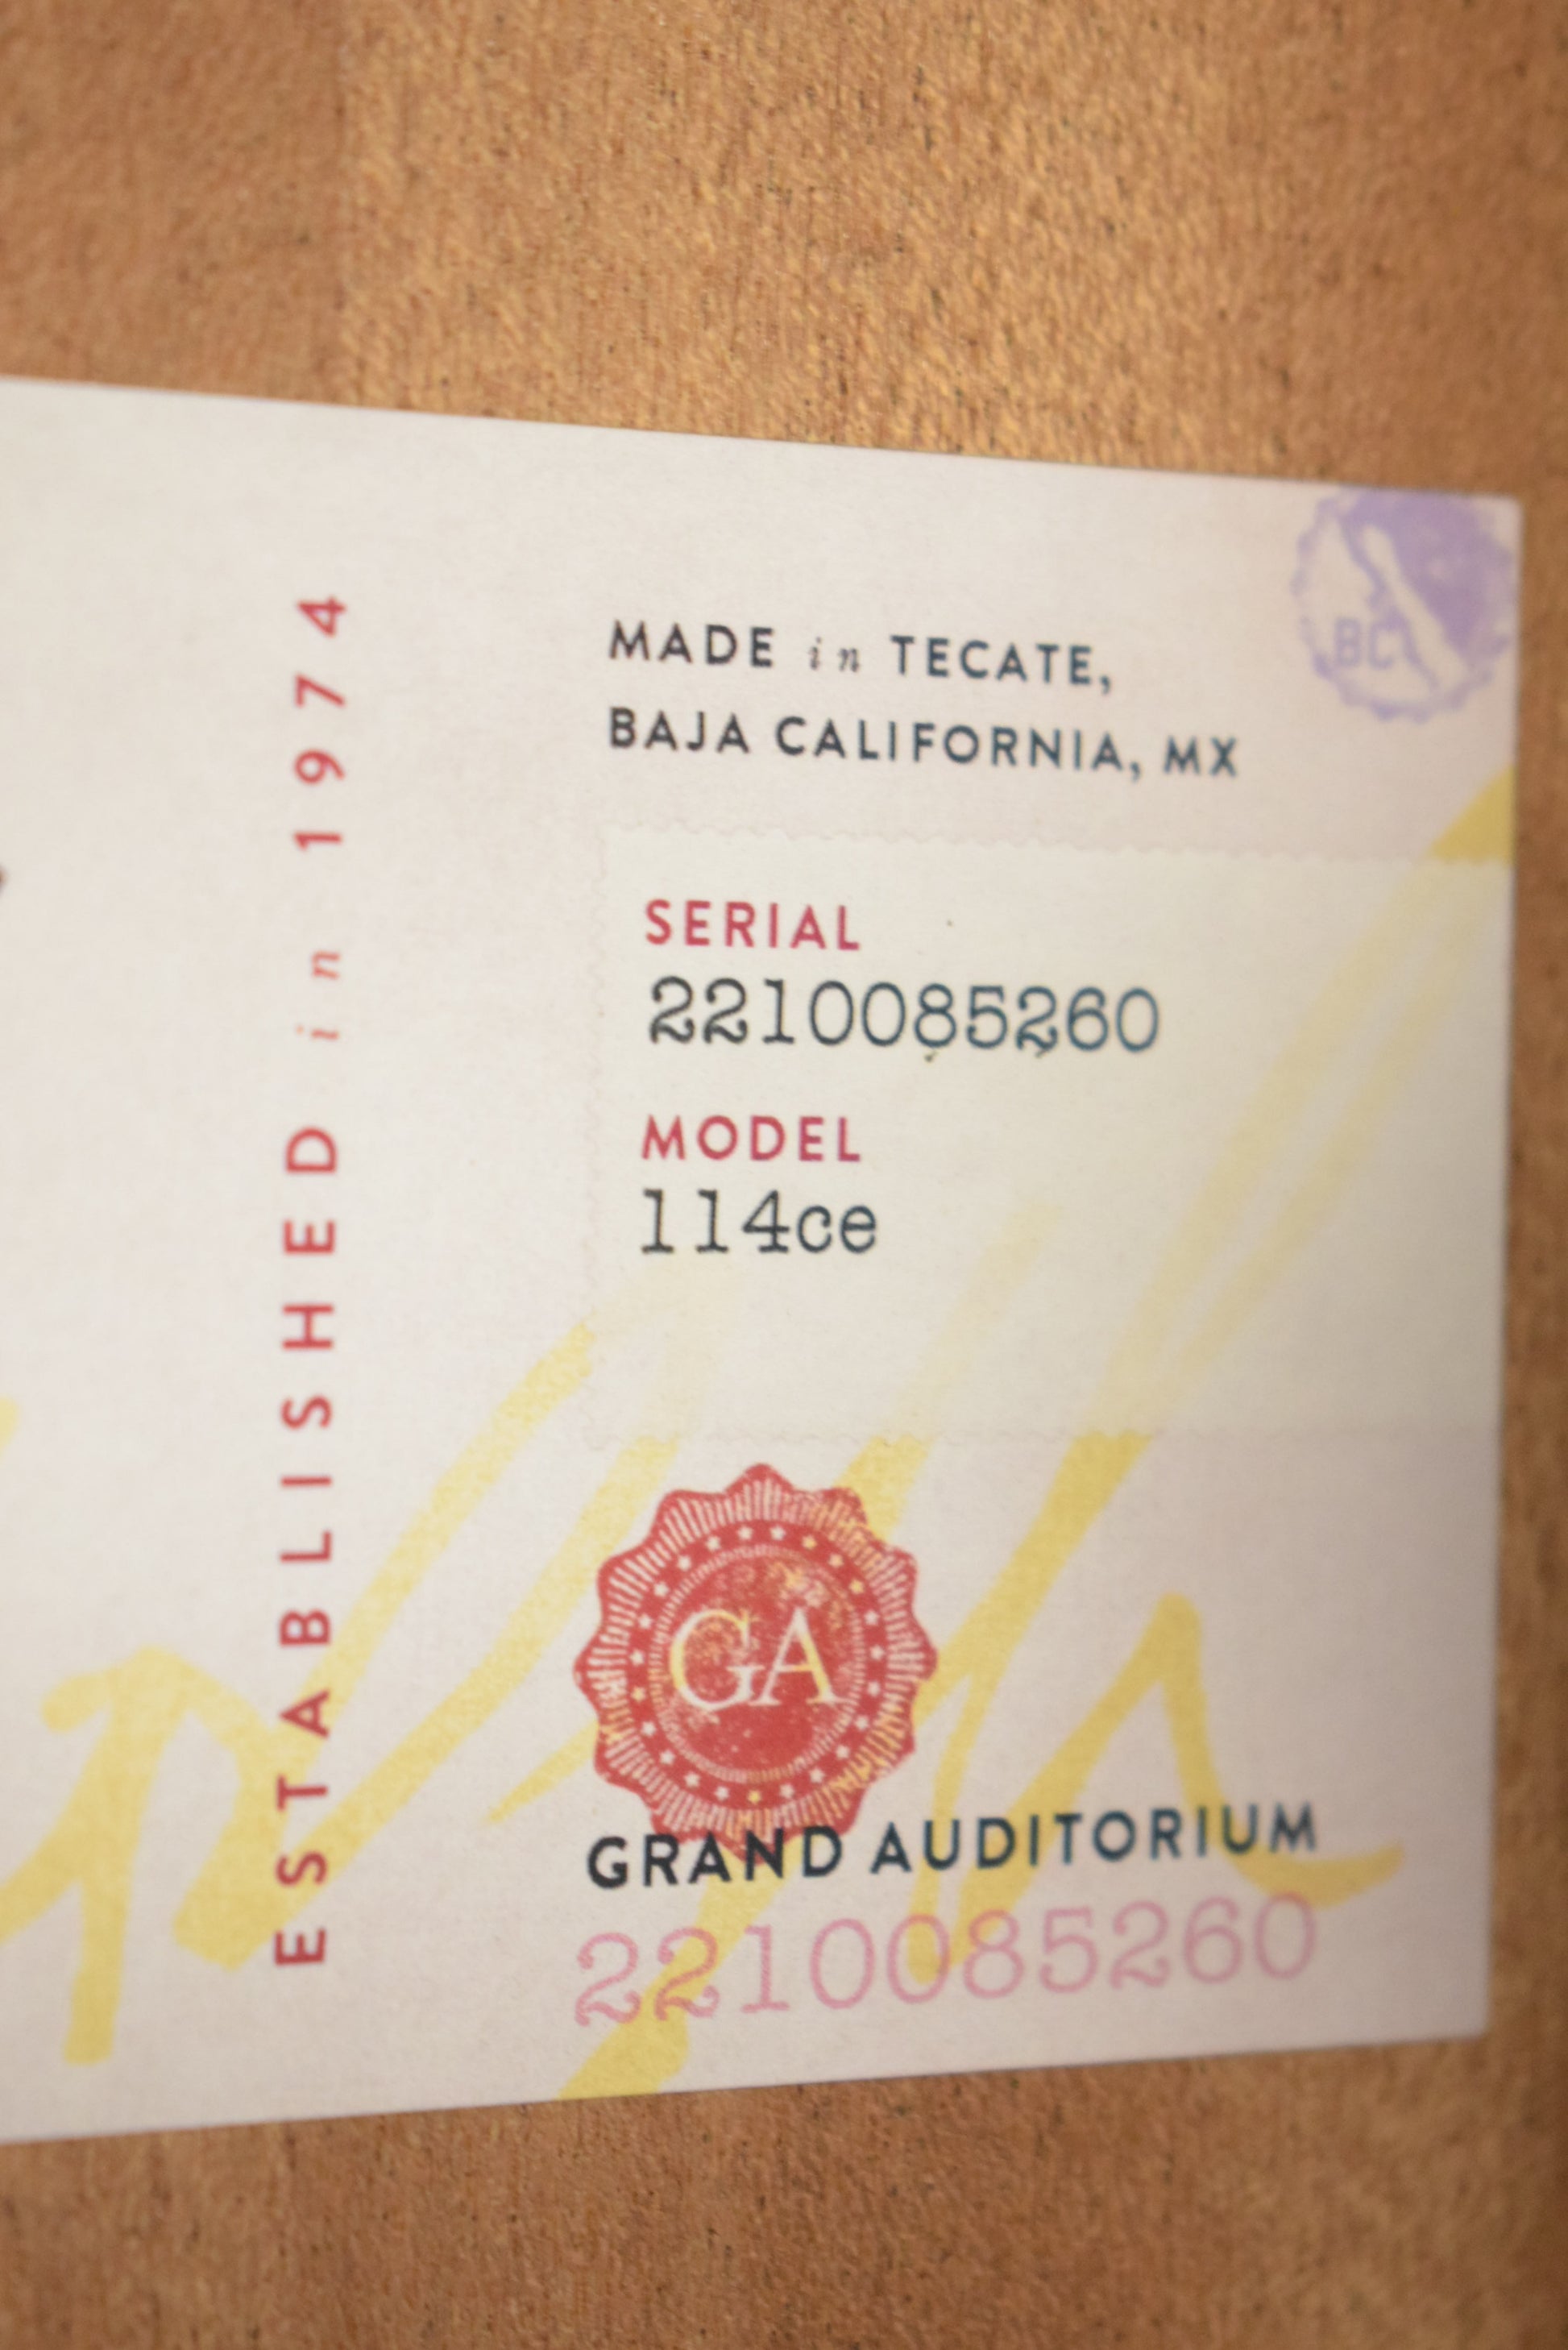 ESTABLISHED in 1974
MADE in TECATE,
BAJA CALIFORNIA, MX
BC
SERIAL
2210085260
MODEL
114ce
GA
GRAND AUDITORIUM
2210085260